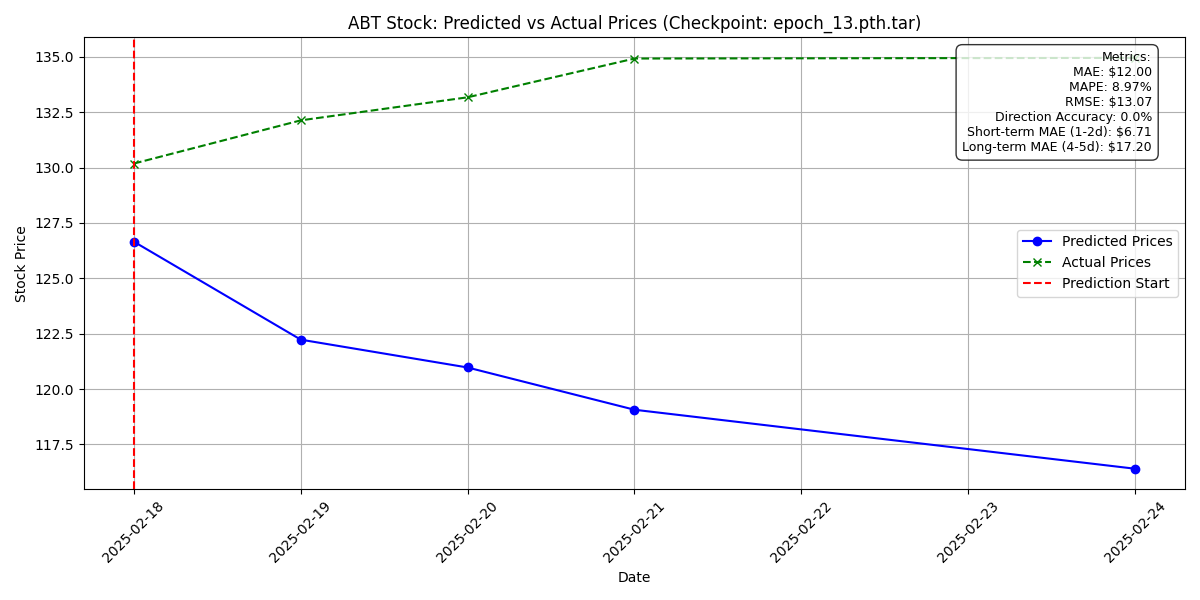 ABT Stock: Predicted vs Actual Prices (Checkpoint: epoch_13.pth.tar)
135.0
132.5
130.0
127.5
125.0
122.5
120.0
117.5
Stock Price
Metrics:
MAE: $12.00
MAPE: 8.97%
RMSE: $13.07
Direction Accuracy: 0.0%
Short-term MAE (1-2d): $6.71
Long-term MAE (4-5d): $17.20
Predicted Prices
Actual Prices
Prediction Start
2025-02-18
2025-02-19
2025-02-20
2025-02-21
2025-02-22
2025-02-23
2025-02-24
Date